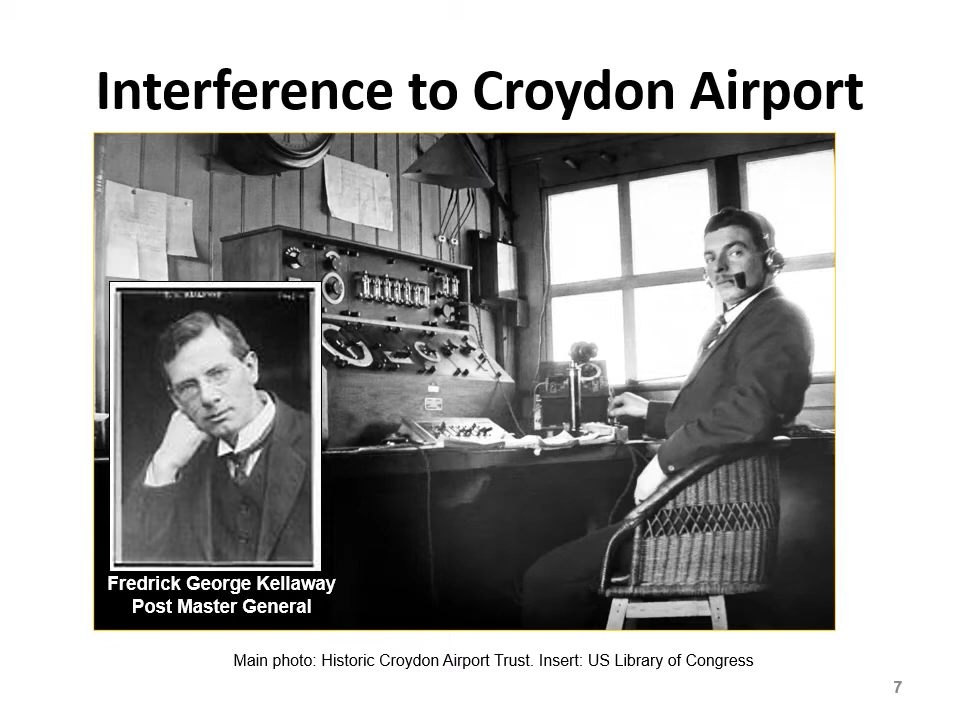 Interference to Croydon Airport
Fredrick George Kellaway
Post Master General
Main photo: Historic Croydon Airport Trust. Insert: US Library of Congress
7